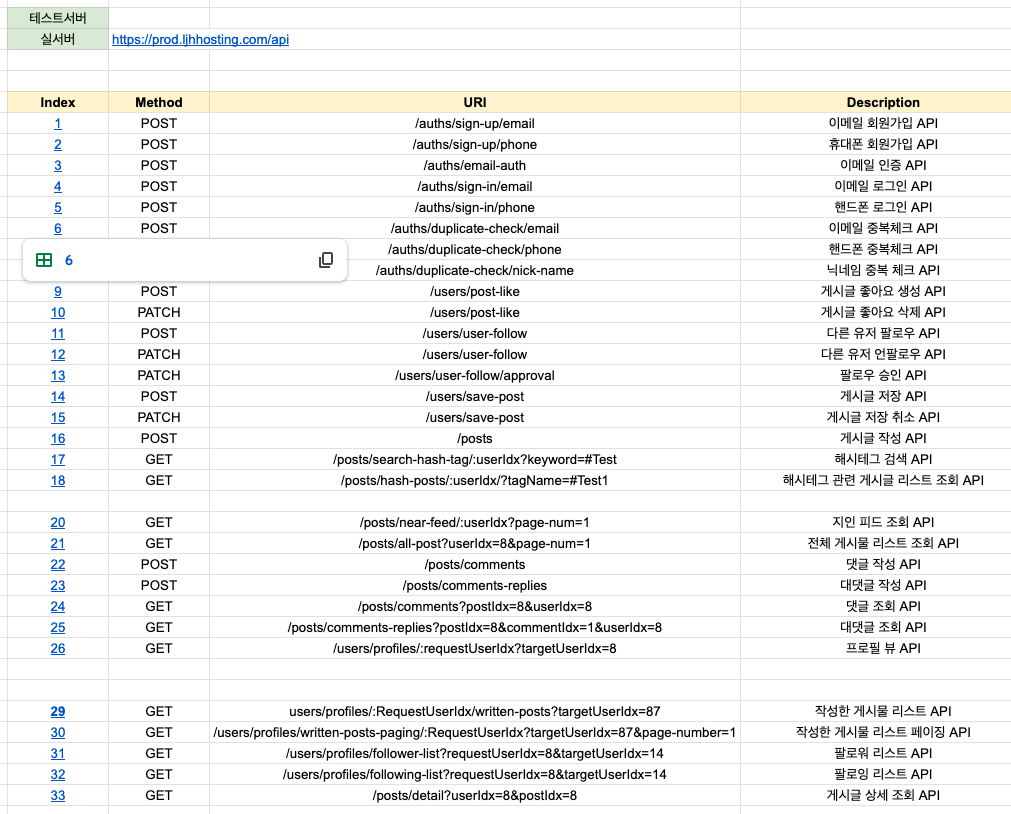 테스트서버
실서버 https://prod.ljhhosting.com/api
Index Method URI Description
1 POST /auths/sign-up/email 이메일 회원가입 API
2 POST /auths/sign-up/phone 휴대폰 회원가입 API
3 POST /auths/email-auth 이메일 인증 API
4 POST /auths/sign-in/email 이메일 로그인 API
5 POST /auths/sign-in/phone 핸드폰 로그인 API
6 POST /auths/duplicate-check/email 이메일 중복체크 API
/auths/duplicate-check/phone 핸드폰 중복체크 API
6
/auths/duplicate-check/nick-name 닉네임 중복 체크 API
9 POST /users/post-like 게시글 좋아요 생성 API
10 PATCH /users/post-like 게시글 좋아요 삭제 API
11 POST /users/user-follow 다른 유저 팔로우 API
12 PATCH /users/user-follow 다른 유저 언팔로우 API
13 PATCH /users/user-follow/approval 팔로우 승인 API
14 POST /users/save-post 게시글 저장 API
15 PATCH /users/save-post 게시글 저장 취소 API
16 POST /posts 게시글 작성 API
17 GET /posts/search-hash-tag/:userIdx?keyword=#Test 해시테그 검색 API
18 GET /posts/hash-posts/:userIdx/?tagName=#Test1 해시테그 관련 게시글 리스트 조회 API
20 GET /posts/near-feed/:userIdx?page-num=1 지인 피드 조회 API
21 GET /posts/all-post?userIdx=8&page-num=1 전체 게시물 리스트 조회 API
22 POST /posts/comments 댓글 작성 API
23 POST /posts/comments-replies 대댓글 작성 API
24 GET /posts/comments?postIdx=8&userIdx=8 댓글 조회 API
25 GET /posts/comments-replies?postIdx=8&commentIdx=1&userIdx=8 대댓글 조회 API
26 GET /users/profiles/:requestUserIdx?targetUserIdx=8 프로필 뷰 API
29 GET users/profiles/:RequestUserIdx/written-posts?targetUserIdx=87 작성한 게시물 리스트 API
30 GET /users/profiles/written-posts-paging/:RequestUserIdx?targetUserIdx=87&page-number=1 작성한 게시물 리스트 페이징 API
31 GET /users/profiles/follower-list?requestUserIdx=8&targetUserIdx=14 팔로워 리스트 API
32 GET /users/profiles/following-list?requestUserIdx=8&targetUserIdx=14 팔로잉 리스트 API
33 GET /posts/detail?userIdx=8&postIdx=8 게시글 상세 조회 API